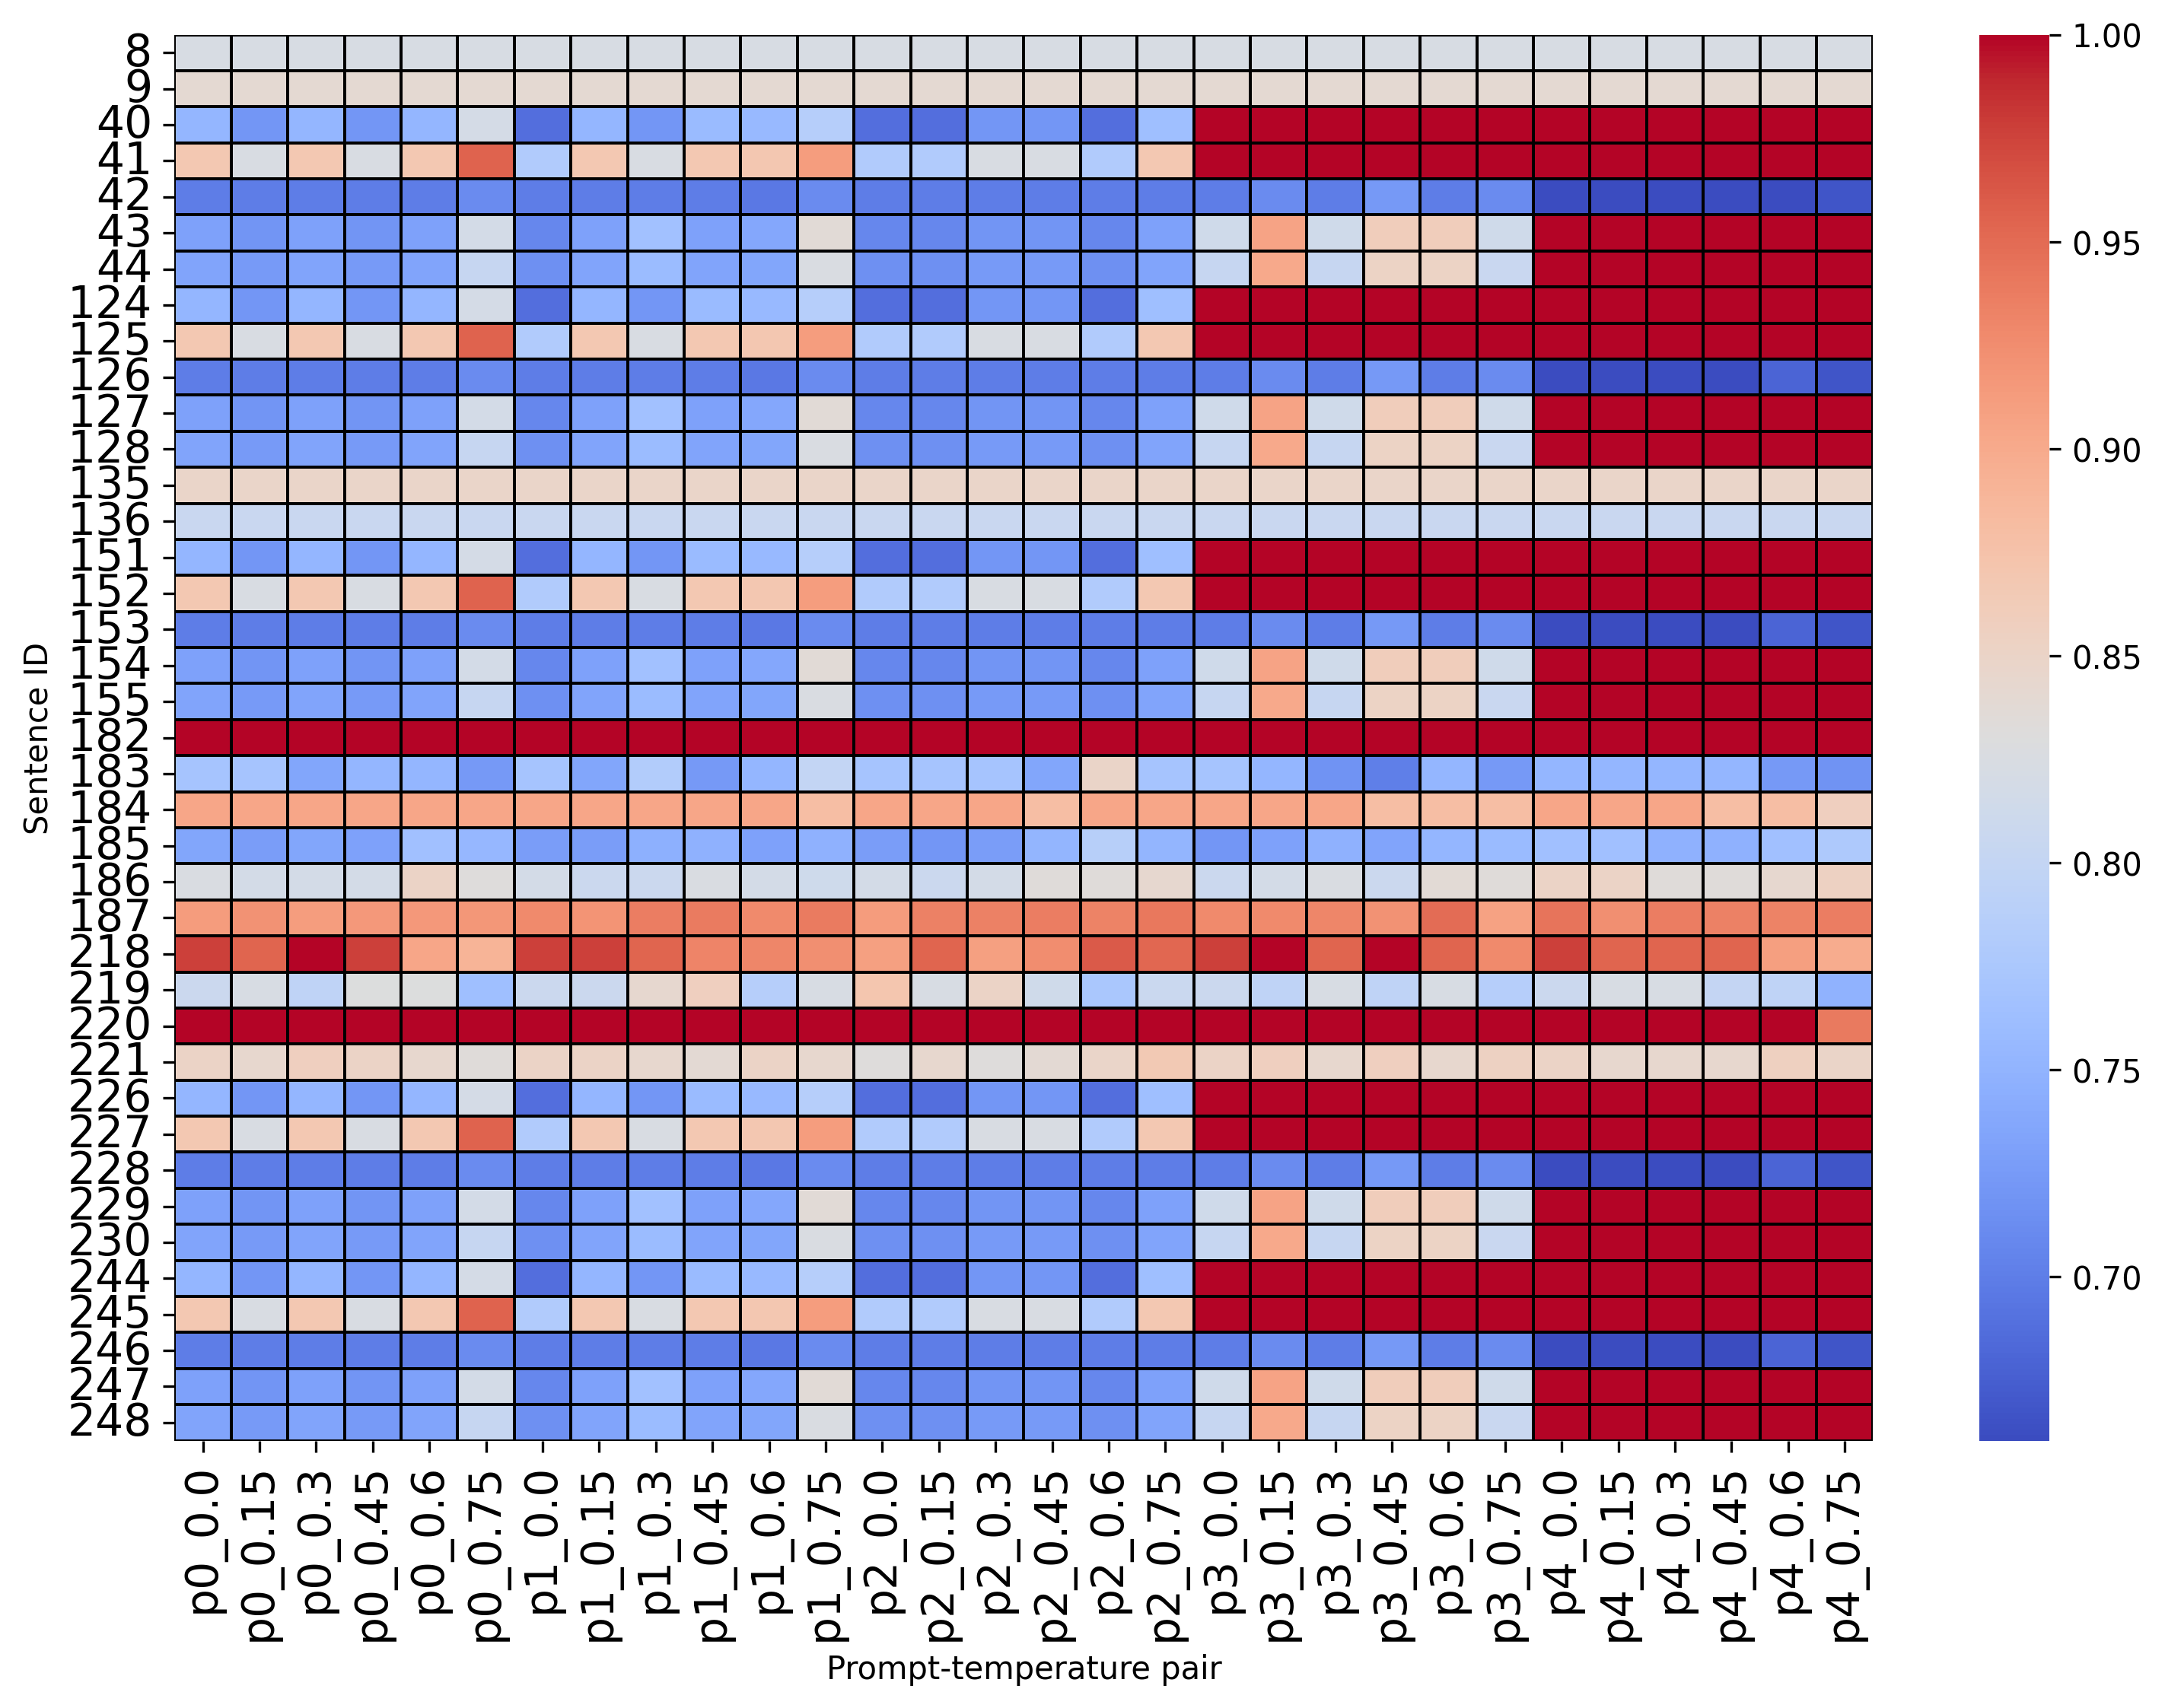 8
9
40
41
42
43
44
124
125
126
127
128
135
136
151
152
153
154
155
182
183
184
185
186
187
218
219
220
221
226
227
228
229
230
244
245
246
247
248
Sentence ID
p0_0.0
p0_0.15
p0_0.3
p0_0.45
p0_0.6
p0_0.75
p1_0.0
p1_0.15
p1_0.3
p1_0.45
p1_0.6
p1_0.75
p2_0.0
p2_0.15
p2_0.3
p2_0.45
p2_0.6
p2_0.75
p3_0.0
p3_0.15
p3_0.3
p3_0.45
p3_0.6
p3_0.75
p4_0.0
p4_0.15
p4_0.3
p4_0.45
p4_0.6
p4_0.75
Prompt-temperature pair
1.00
0.95
0.90
0.85
0.80
0.75
0.70